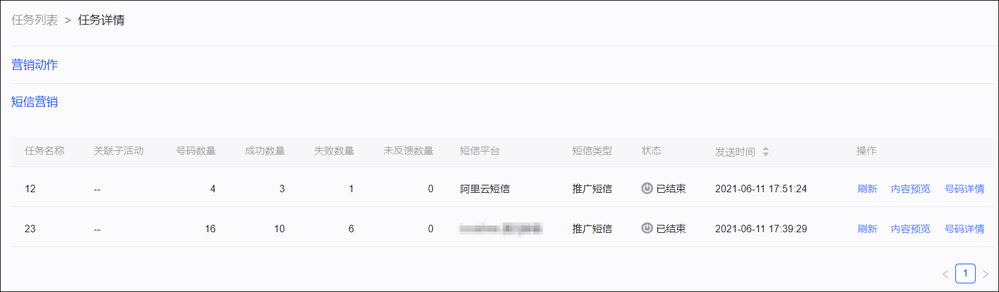 任务列表 > 任务详情
营销动作
短信营销
任务名称 关联子活动 号码数量 成功数量 失败数量 未反馈数量 短信平台 短信类型 状态 发送时间 操作
12 -- 4 3 1 0 阿里云短信 推广短信 已结束 2021-06-11 17:51:24 刷新 内容预览 号码详情
23 -- 16 10 6 0 推广短信 已结束 2021-06-11 17:39:29 刷新 内容预览 号码详情
< 1 >